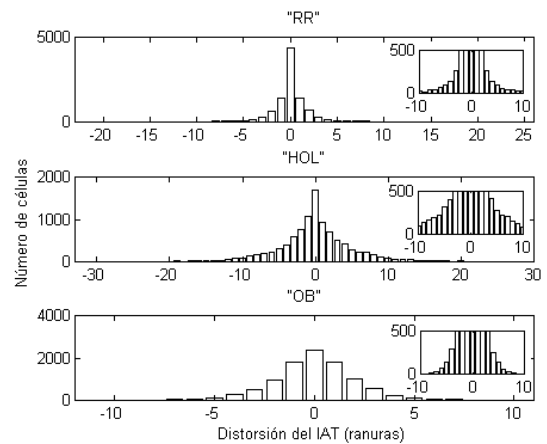 "RR"
5000
0
-20 -15 -10 -5 0 5 10 15 20 25
500
0
-10 0 10
"HOL"
2000
1000
0
-30 -20 -10 0 10 20 30
500
0
-10 0 10
Número de células
"OB"
4000
2000
0
-10 -5 0 5 10
500
0
-10 0 10
Distorsión del IAT (ranuras)